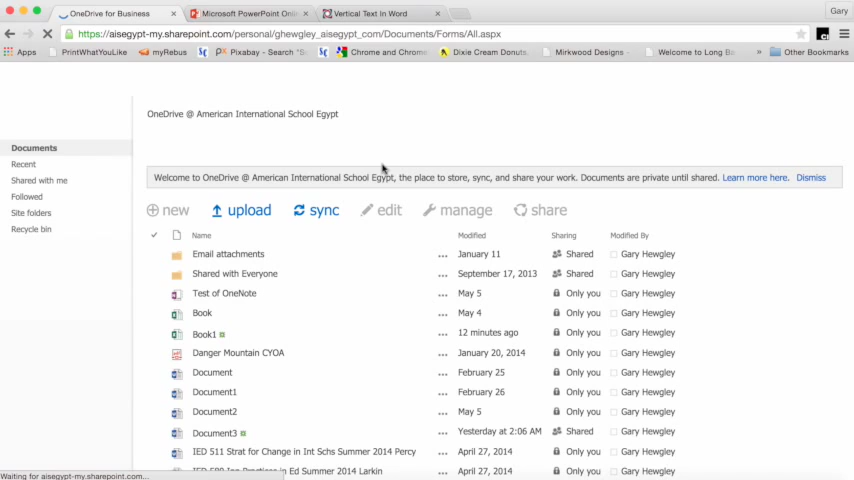 OneDrive for Business
Microsoft PowerPoint Onlin
Vertical Text In Word
Gary
https://aisegypt-my.sharepoint.com/personal/ghewgley_aisegypt_com/Documents/Forms/All.aspx
Apps PrintWhatYouLike myRebus Pixabay - Search "S Chrome and Chrome Dixie Cream Donuts. Mirkwood Designs - Welcome to Long Ba » Other Bookmarks
OneDrive @ American International School Egypt
Documents
Recent
Shared with me
Followed
Site folders
Recycle bin
Welcome to OneDrive @ American International School Egypt, the place to store, sync, and share your work. Documents are private until shared. Learn more here. Dismiss
new upload sync edit manage share
Name Modified Sharing Modified By
Email attachments ... January 11 Shared Gary Hewgley
Shared with Everyone ... September 17, 2013 Shared Gary Hewgley
Test of OneNote ... May 5 Only you Gary Hewgley
Book ... May 4 Only you Gary Hewgley
Book1 ... 12 minutes ago Only you Gary Hewgley
Danger Mountain CYOA ... January 20, 2014 Only you Gary Hewgley
Document ... February 25 Only you Gary Hewgley
Document1 ... February 26 Only you Gary Hewgley
Document2 ... May 5 Only you Gary Hewgley
Document3 ... Yesterday at 2:06 AM Shared Gary Hewgley
IED 511 Strat for Change in Int Schs Summer 2014 Percy ... April 27, 2014 Only you Gary Hewgley
IED 580 Inn Practices in Ed Summer 2014 Larkin ... April 27, 2014 Only you Gary Hewgley
Waiting for aisegypt-my.sharepoint.com...